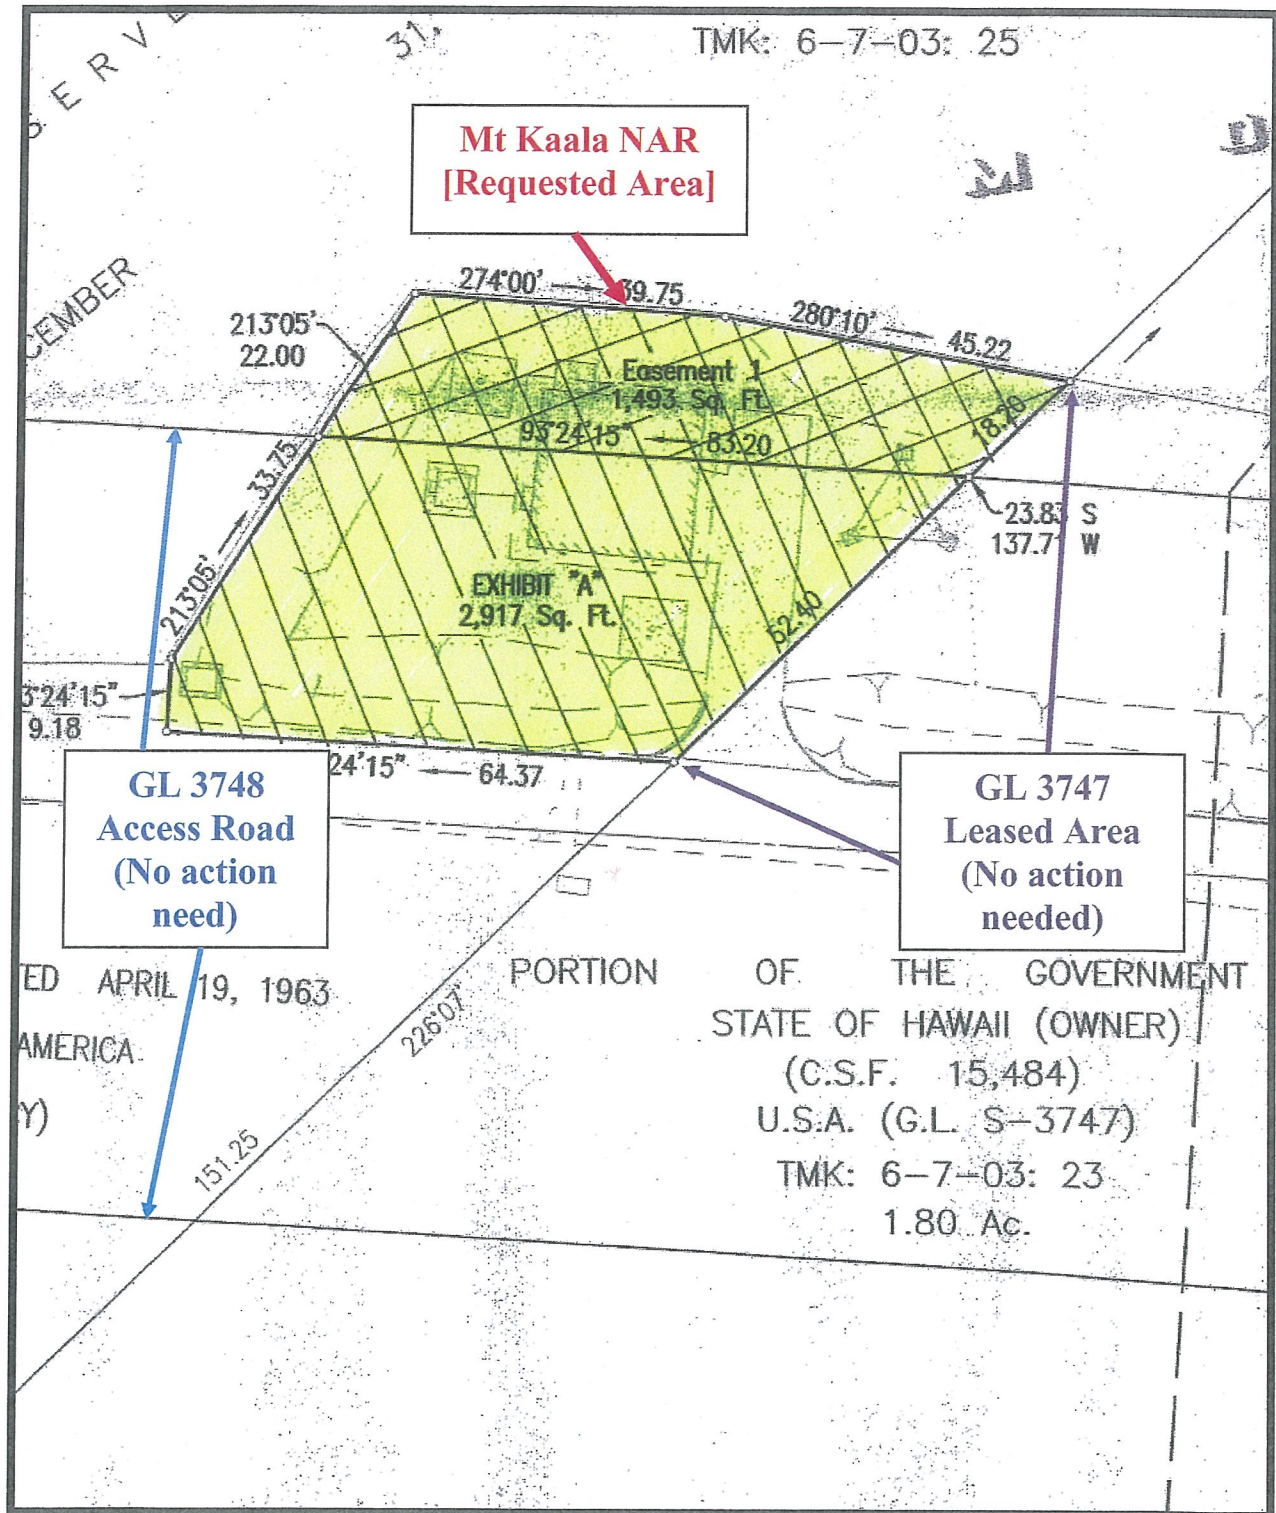 TMK: 6-7-03: 25
31,
Mt Kaala NAR
[Requested Area]
CEMBER
274°00' 39.75
280°10' 45.22
213°05'
22.00
Easement 1
1,493 Sq. Ft.
93°24'15" 83.20
18.20
213°05' 33.75
23.83 S
137.71 W
EXHIBIT "A"
2,917 Sq. Ft.
52.40
3°24'15"
9.18
24'15" 64.37
GL 3748
Access Road
(No action
need)
GL 3747
Leased Area
(No action
needed)
TED APRIL 19, 1963
AMERICA
Y)
226°07'
151.25
PORTION OF THE GOVERNMENT
STATE OF HAWAII (OWNER)
(C.S.F. 15,484)
U.S.A. (G.L. S-3747)
TMK: 6-7-03: 23
1.80 Ac.